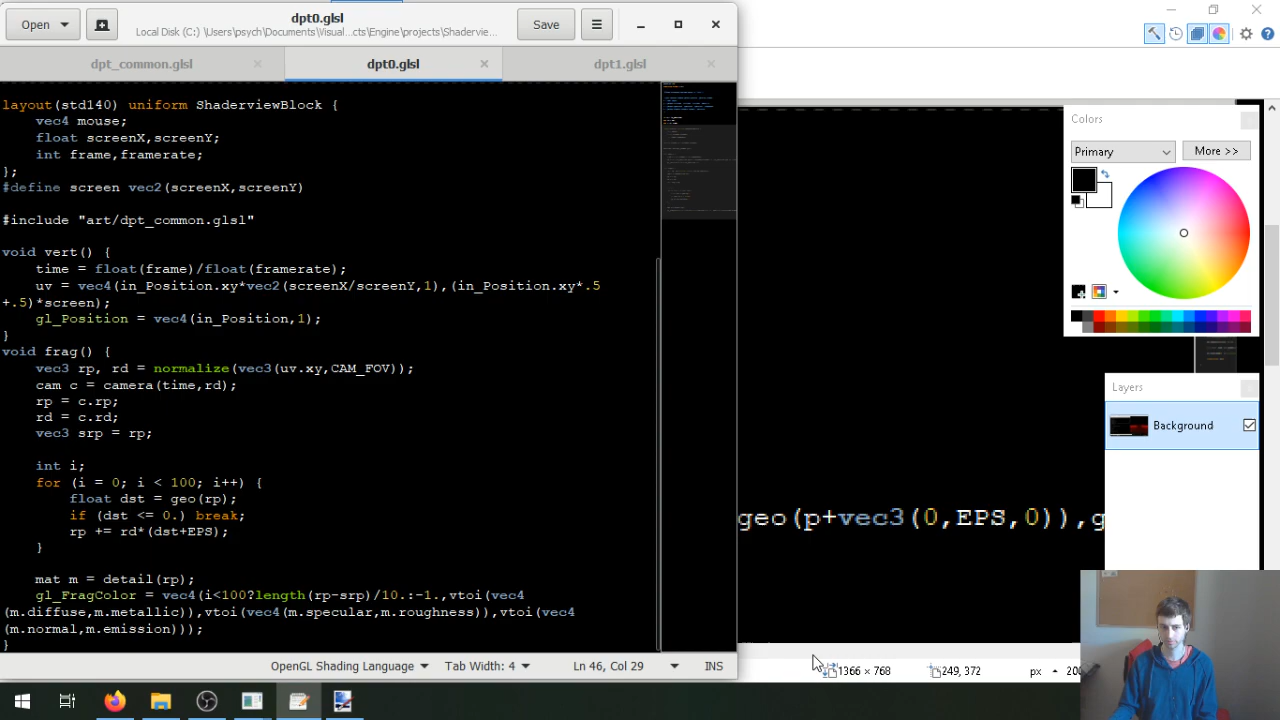 Open
dpt0.glsl
Local Disk (C:) \Users\psych\Documents\Visual...cts\Engine\projects\Shadervie...
Save
dpt_common.glsl
dpt0.glsl
dpt1.glsl
layout(std140) uniform ShaderviewBlock {
vec4 mouse;
float screenX,screenY;
int frame,framerate;
};
#define screen vec2(screenX,screenY)
#include "art/dpt_common.glsl"
void vert() {
time = float(frame)/float(framerate);
uv = vec4(in_Position.xy*vec2(screenX/screenY,1),(in_Position.xy*.5
+.5)*screen);
gl_Position = vec4(in_Position,1);
}
void frag() {
vec3 rp, rd = normalize(vec3(uv.xy,CAM_FOV));
cam c = camera(time,rd);
rp = c.rp;
rd = c.rd;
vec3 srp = rp;
int i;
for (i = 0; i < 100; i++) {
float dst = geo(rp);
if (dst <= 0.) break;
rp += rd*(dst+EPS);
}
mat m = detail(rp);
gl_FragColor = vec4(i<100?length(rp-srp)/10.:-1.,vtoi(vec4
(m.diffuse,m.metallic)),vtoi(vec4(m.specular,m.roughness)),vtoi(vec4
(m.normal,m.emission)));
}
OpenGL Shading Language
Tab Width: 4
Ln 46, Col 29
INS
Colors
Primary
More >>
Layers
Background
geo(p+vec3(0,EPS,0)),g
1366 × 768
249, 372
px
200